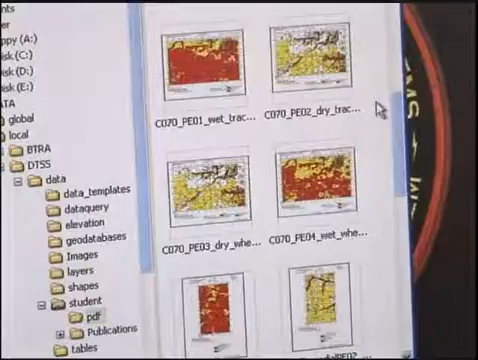 ppy (A:)
isk (C:)
isk (D:)
isk (E:)
ATA
global
local
BTRA
DTSS
data
data_templates
dataquery
elevation
geodatabases
Images
layers
shapes
student
pdf
Publications
tables
C070_PE01_wet_trac...
C070_PE02_dry_trac...
C070_PE03_dry_whe...
C070_PE04_wet_whe...